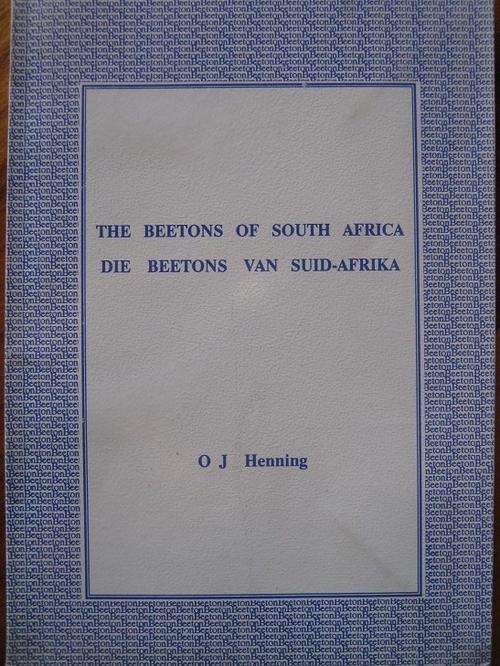 THE BEETONS OF SOUTH AFRICA
DIE BEETONS VAN SUID-AFRIKA
O J Henning